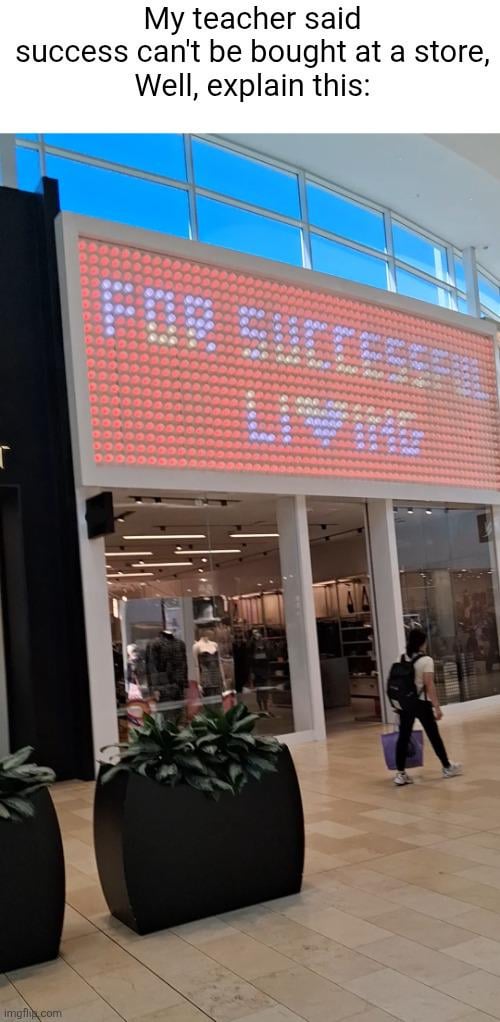 My teacher said
success can't be bought at a store,
Well, explain this:
FOR SUCCESSFUL
LI♥ING
imgflip.com